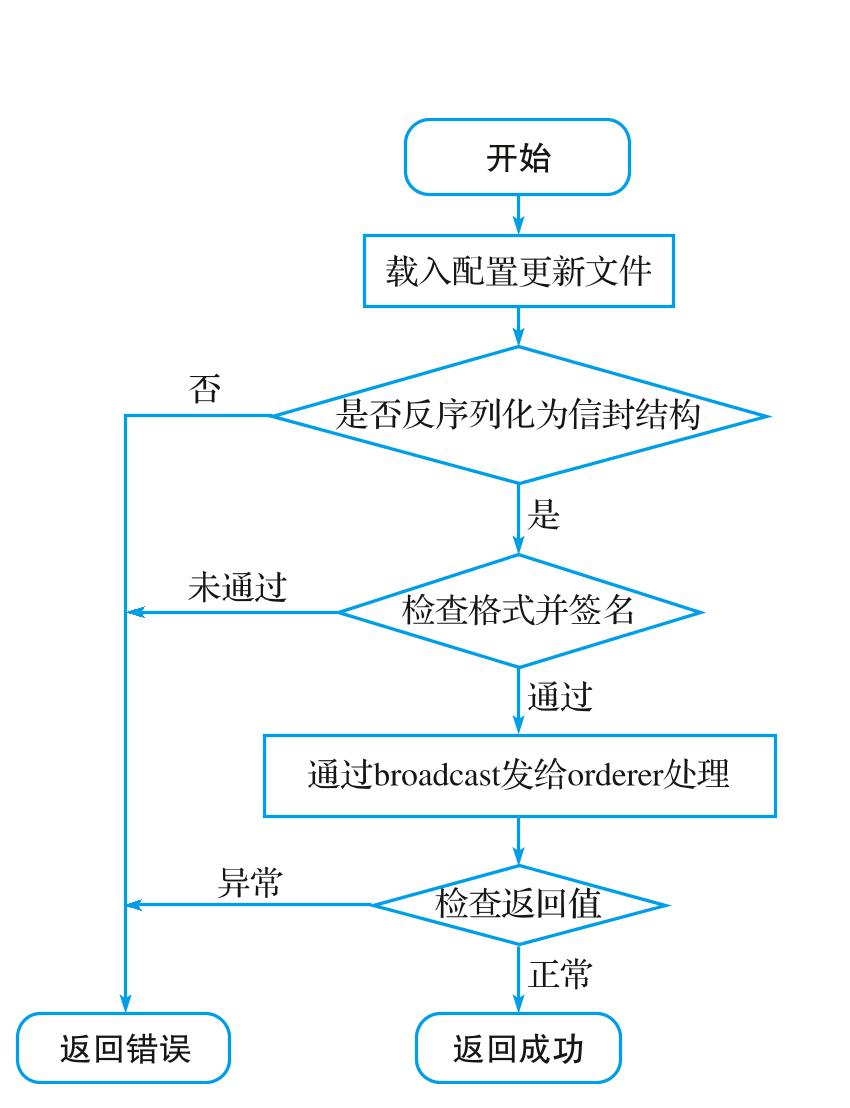 开始
载入配置更新文件
否
是否反序列化为信封结构
是
未通过
检查格式并签名
通过
通过broadcast发给orderer处理
异常
检查返回值
正常
返回错误
返回成功